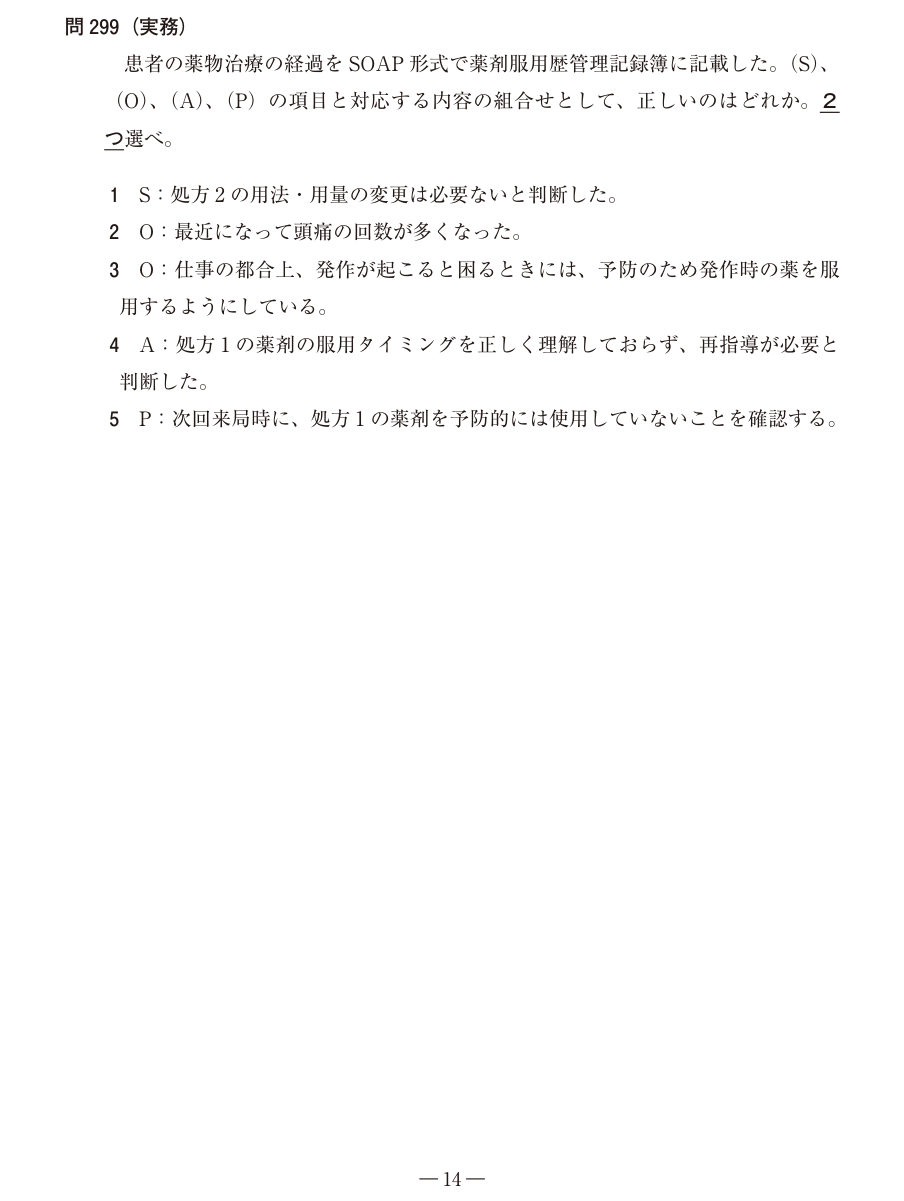 問 299（実務）
患者の薬物治療の経過を SOAP 形式で薬剤服用歴管理記録簿に記載した。（S）、
（O）、（A）、（P）の項目と対応する内容の組合せとして、正しいのはどれか。2
つ選べ。
1 S：処方２の用法・用量の変更は必要ないと判断した。
2 O：最近になって頭痛の回数が多くなった。
3 O：仕事の都合上、発作が起こると困るときには、予防のため発作時の薬を服
用するようにしている。
4 A：処方１の薬剤の服用タイミングを正しく理解しておらず、再指導が必要と
判断した。
5 P：次回来局時に、処方１の薬剤を予防的には使用していないことを確認する。
― 14 ―